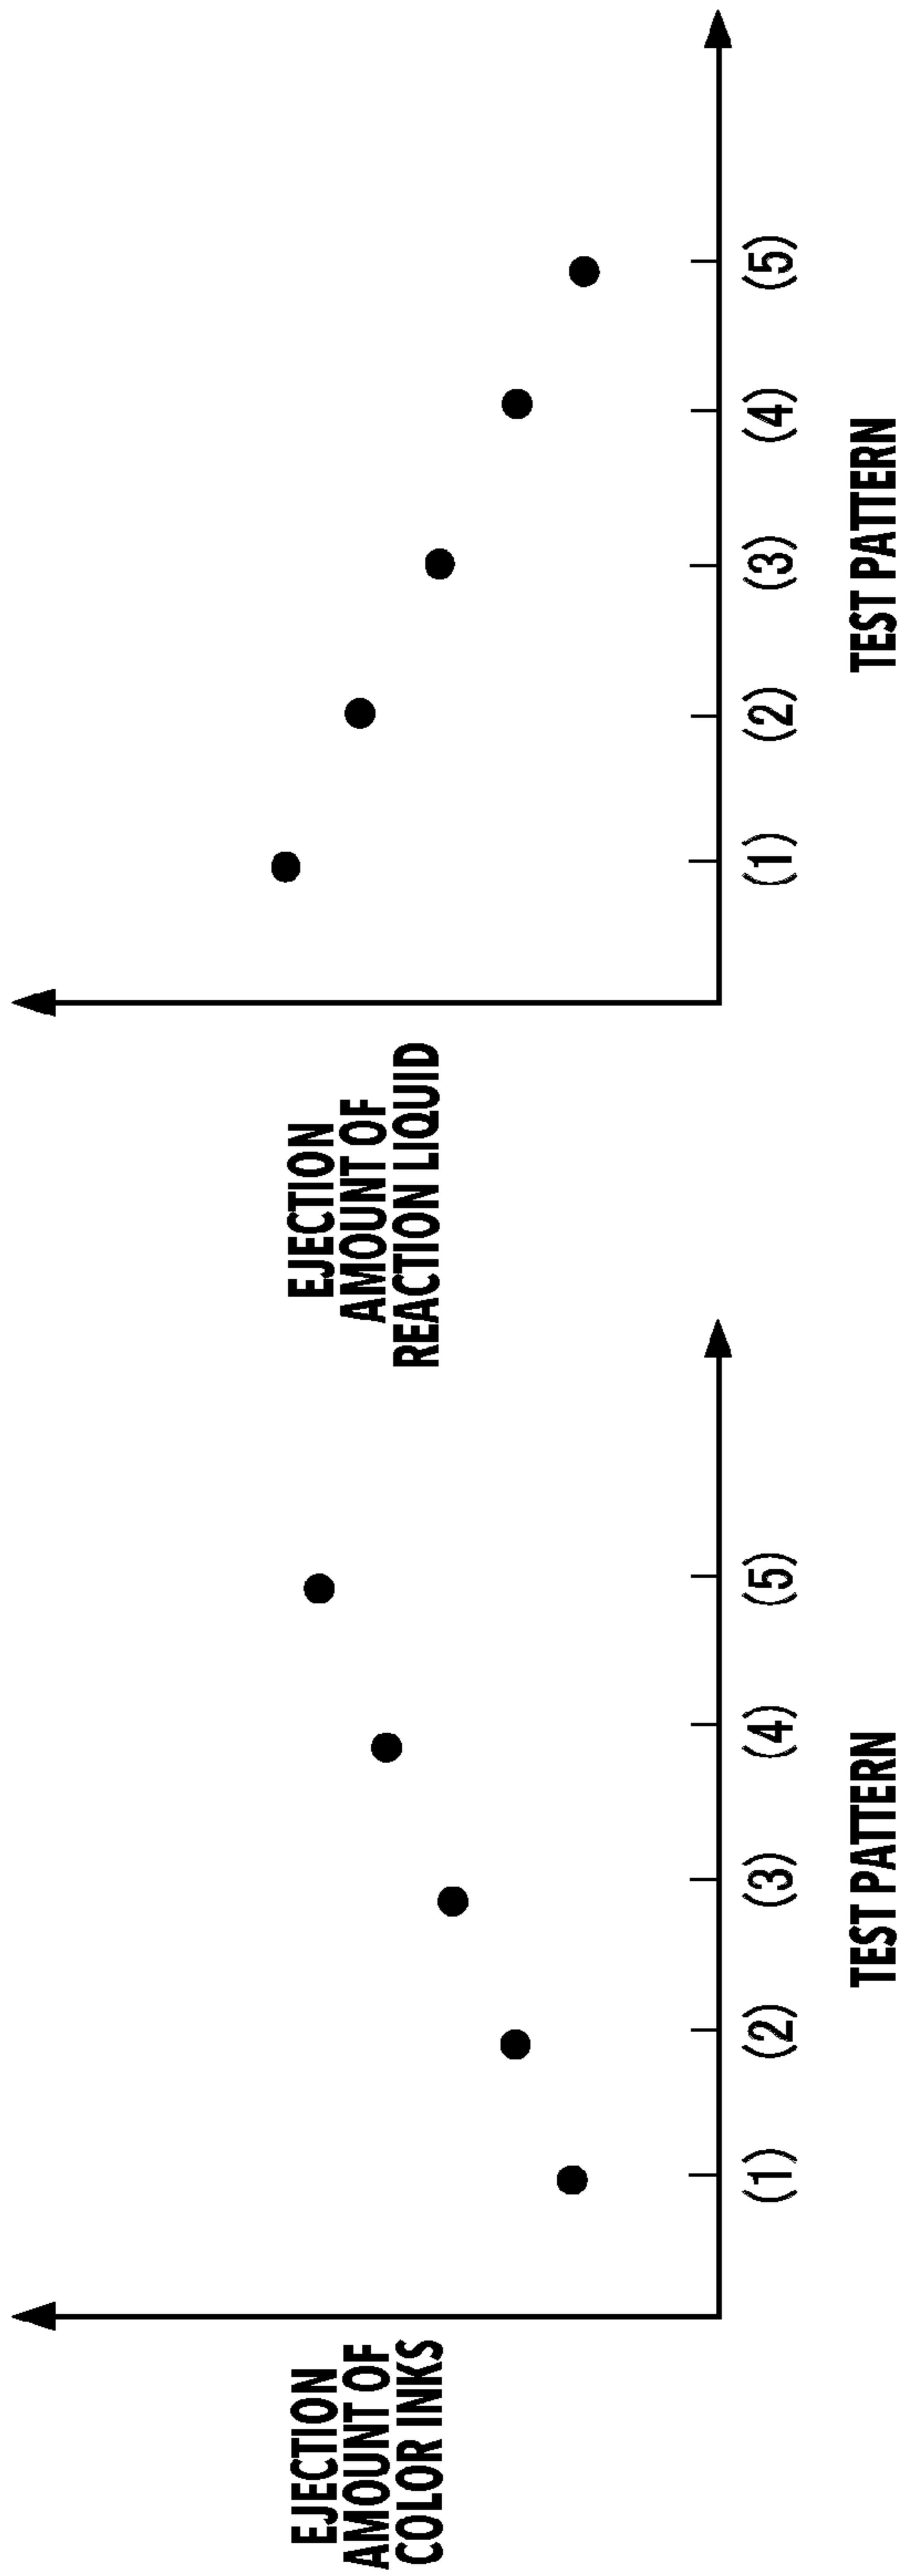 EJECTION
AMOUNT OF
COLOR INKS
(1)
(2)
(3)
(4)
(5)
TEST PATTERN
EJECTION
AMOUNT OF
REACTION LIQUID
(1)
(2)
(3)
(4)
(5)
TEST PATTERN